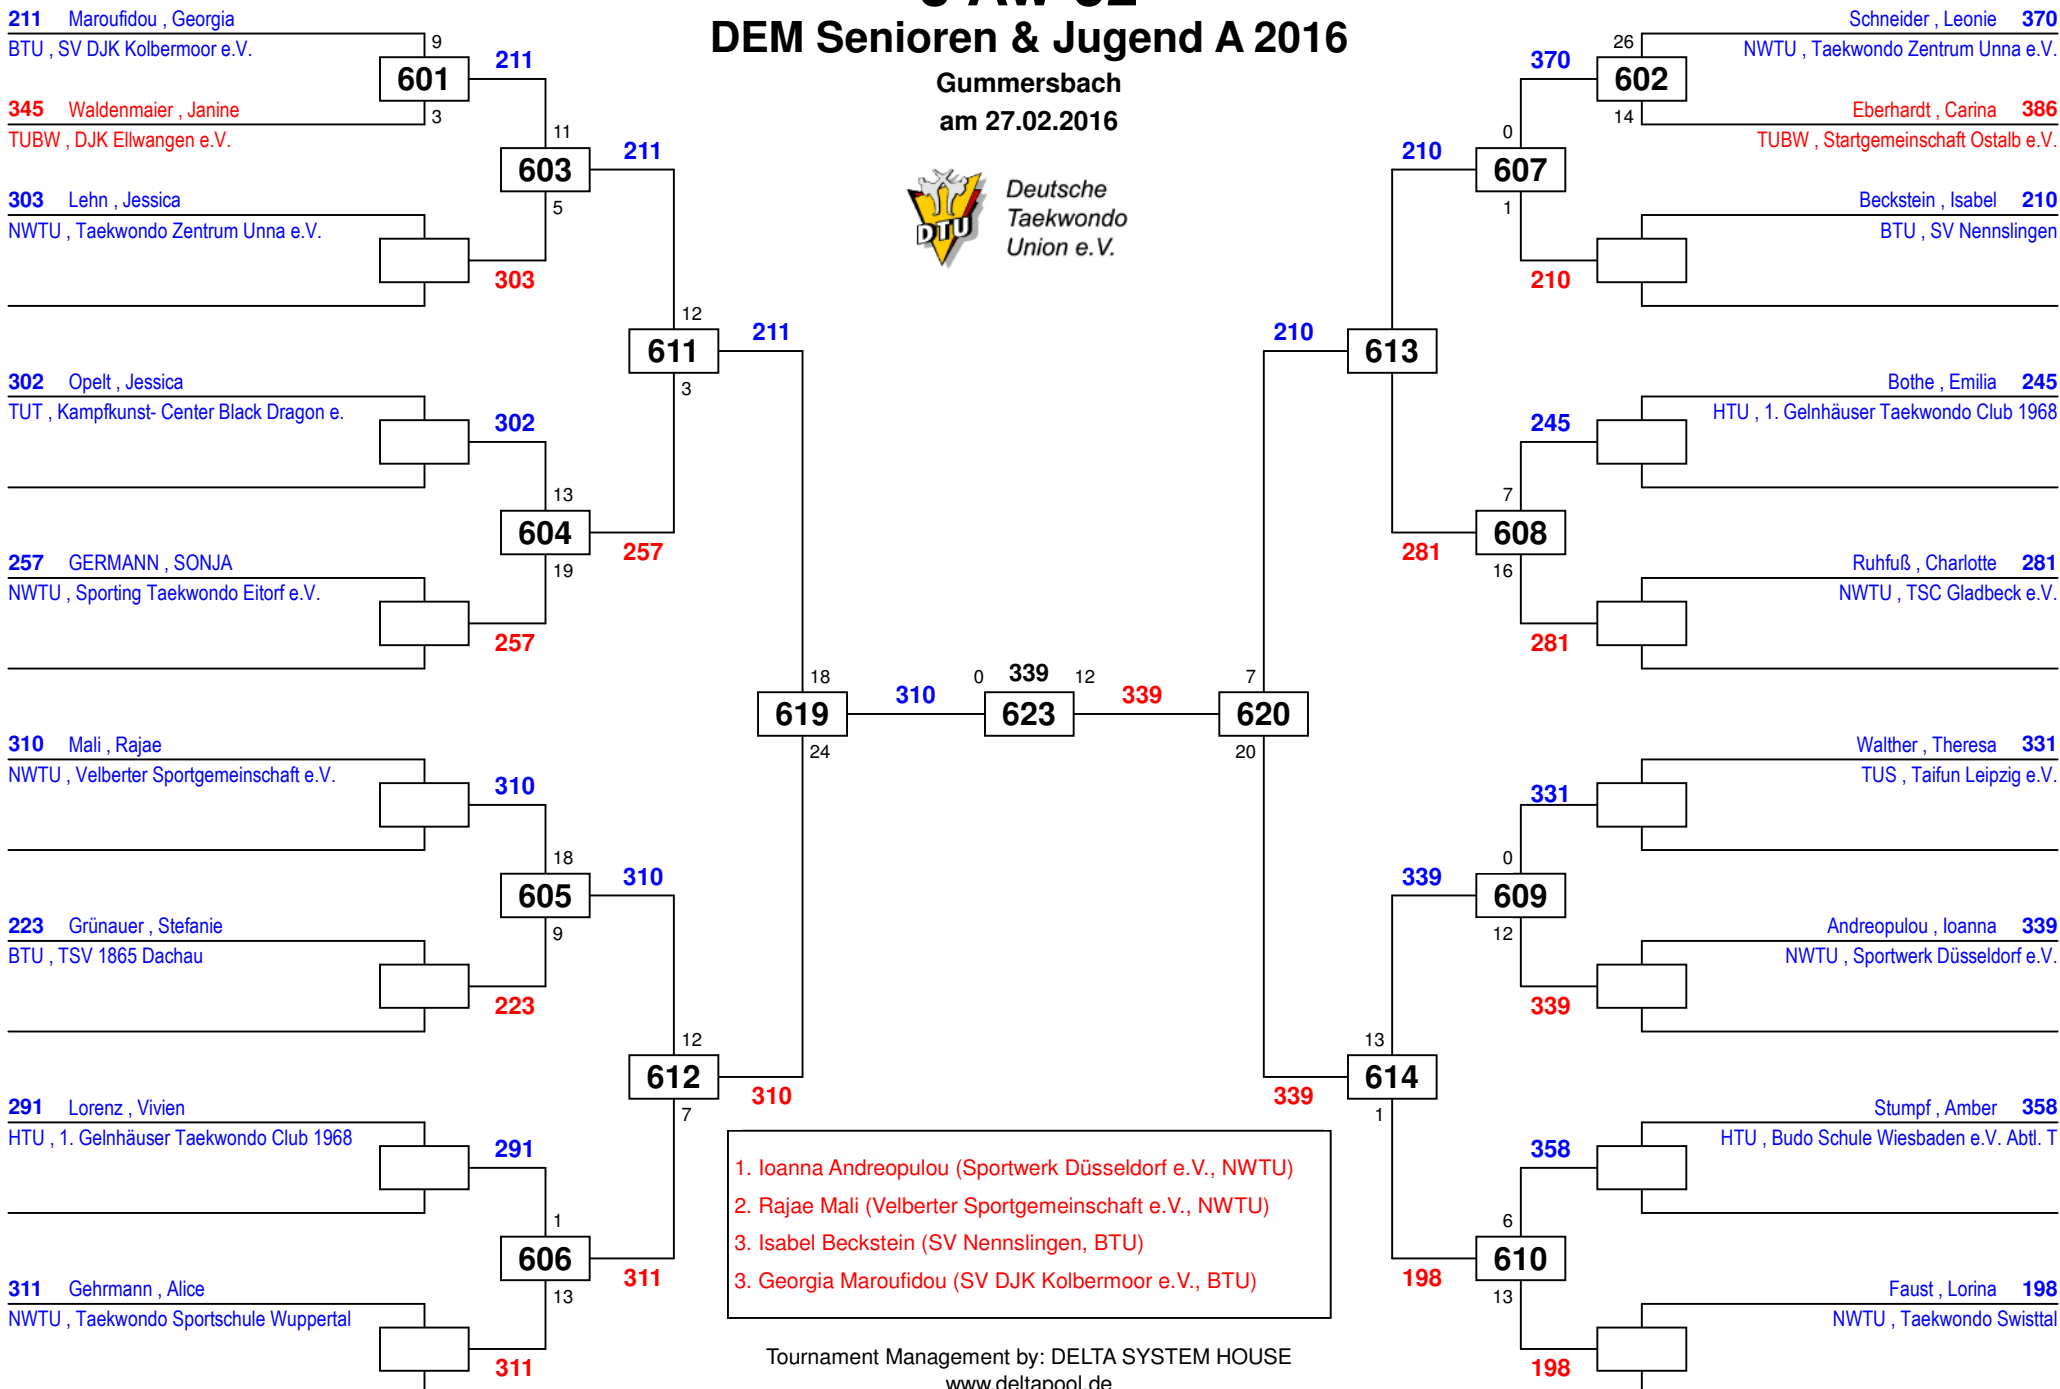 DEM Senioren & Jugend A 2016
Gummersbach
am 27.02.2016
DTU
Deutsche
Taekwondo
Union e.V.
211 Maroufidou , Georgia
BTU , SV DJK Kolbermoor e.V.
345 Waldenmaier , Janine
TUBW , DJK Ellwangen e.V.
303 Lehn , Jessica
NWTU , Taekwondo Zentrum Unna e.V.
302 Opelt , Jessica
TUT , Kampfkunst- Center Black Dragon e.
257 GERMANN , SONJA
NWTU , Sporting Taekwondo Eitorf e.V.
310 Mali , Rajae
NWTU , Velberter Sportgemeinschaft e.V.
223 Grünauer , Stefanie
BTU , TSV 1865 Dachau
291 Lorenz , Vivien
HTU , 1. Gelnhäuser Taekwondo Club 1968
311 Gehrmann , Alice
NWTU , Taekwondo Sportschule Wuppertal
9
601
3
211
303
302
257
310
223
291
311
11
603
5
13
604
19
18
605
9
1
606
13
211
257
310
311
12
611
3
12
612
7
211
310
18
619
24
310
0
339
12
623
339
7
620
20
210
339
613
13
614
1
210
281
339
198
0
607
1
7
608
16
0
609
12
6
610
13
370
210
245
281
331
339
358
198
26
602
14
Schneider , Leonie 370
NWTU , Taekwondo Zentrum Unna e.V.
Eberhardt , Carina 386
TUBW , Startgemeinschaft Ostalb e.V.
Beckstein , Isabel 210
BTU , SV Nennslingen
Bothe , Emilia 245
HTU , 1. Gelnhäuser Taekwondo Club 1968
Ruhfuß , Charlotte 281
NWTU , TSC Gladbeck e.V.
Walther , Theresa 331
TUS , Taifun Leipzig e.V.
Andreopulou , Ioanna 339
NWTU , Sportwerk Düsseldorf e.V.
Stumpf , Amber 358
HTU , Budo Schule Wiesbaden e.V. Abtl. T
Faust , Lorina 198
NWTU , Taekwondo Swisttal
1. Ioanna Andreopulou (Sportwerk Düsseldorf e.V., NWTU)
2. Rajae Mali (Velberter Sportgemeinschaft e.V., NWTU)
3. Isabel Beckstein (SV Nennslingen, BTU)
3. Georgia Maroufidou (SV DJK Kolbermoor e.V., BTU)
Tournament Management by: DELTA SYSTEM HOUSE
www.deltapool.de